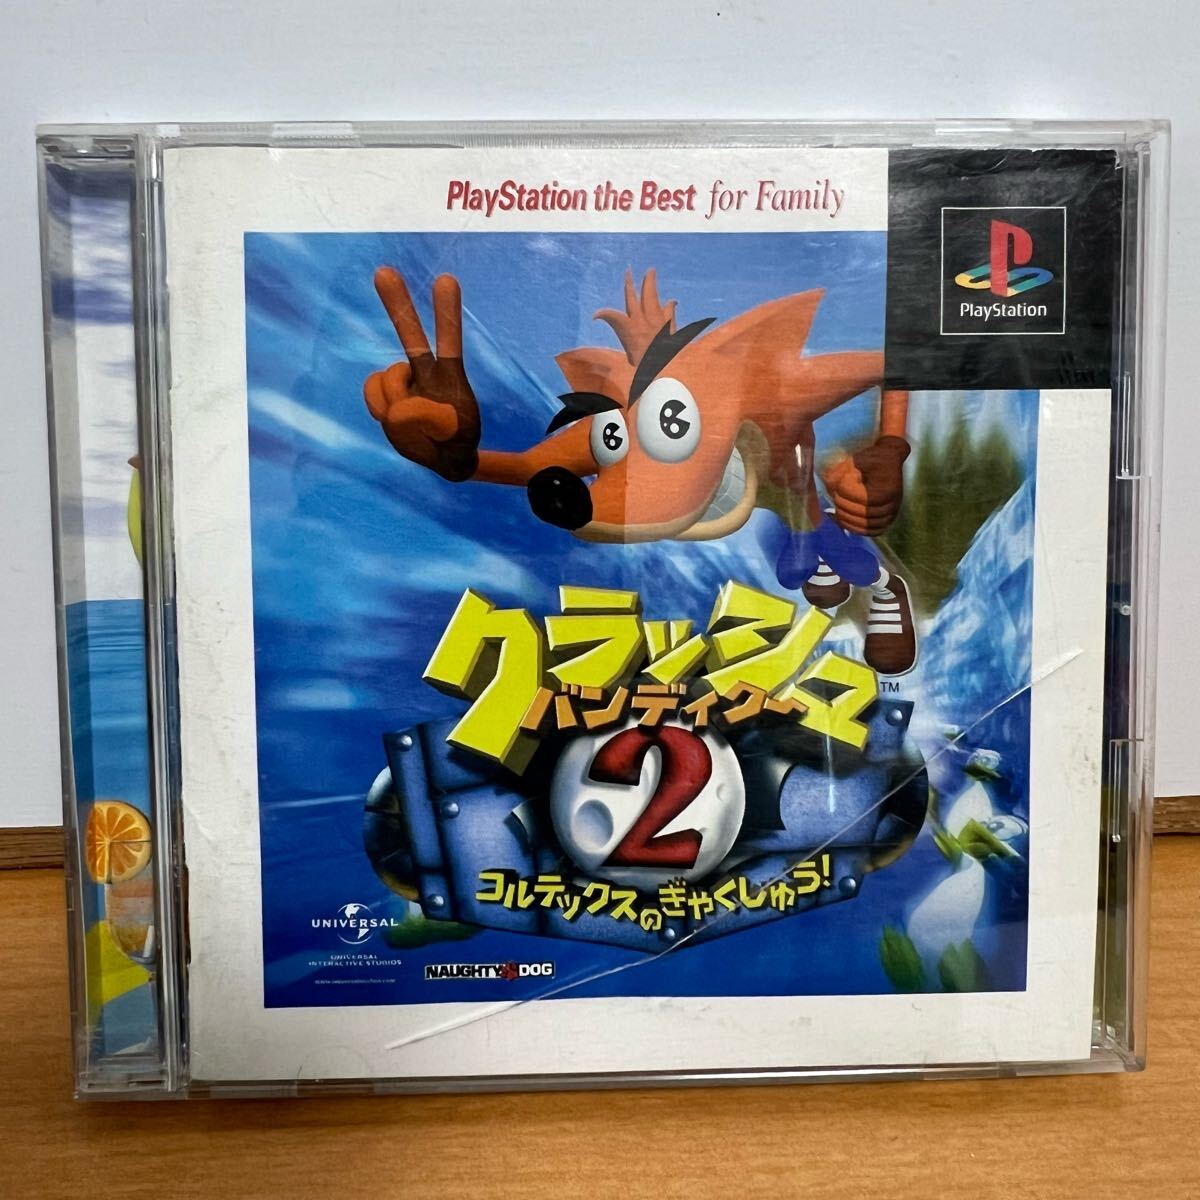 PlayStation the Best for Family
PlayStation
クラッシュ
バンディクー
TM
2
コルテックスのぎゃくしゅう!
UNIVERSAL
UNIVERSAL
INTERACTIVE STUDIOS
NAUGHTY DOG